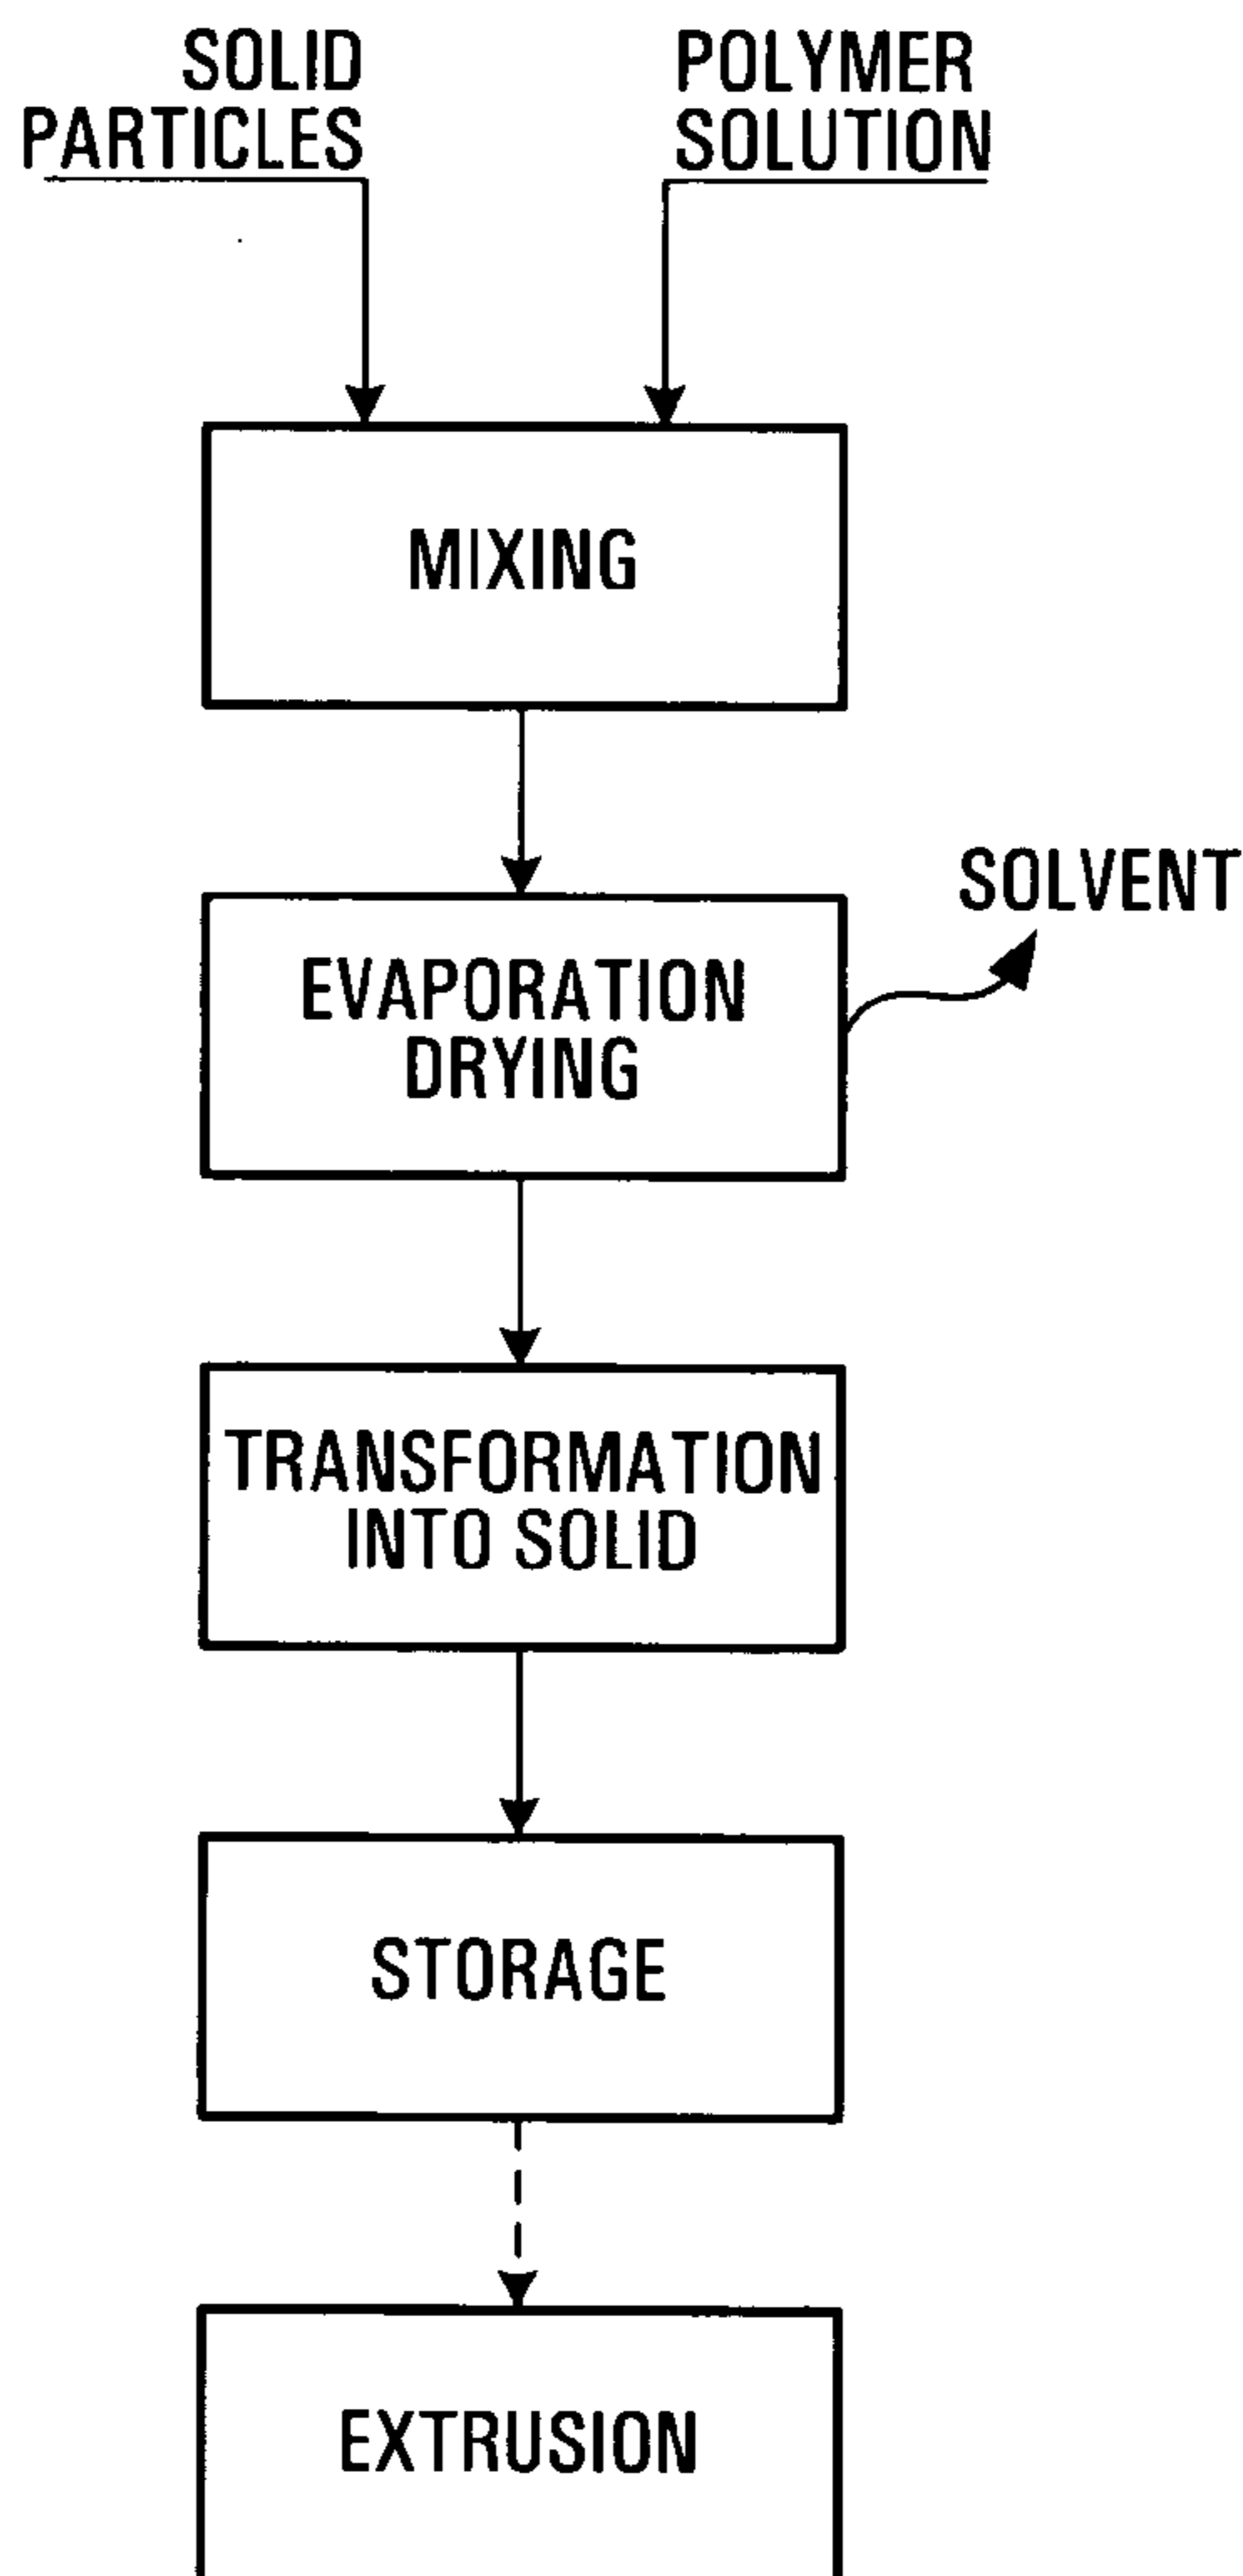 SOLID
PARTICLES
POLYMER
SOLUTION
MIXING
SOLVENT
EVAPORATION
DRYING
TRANSFORMATION
INTO SOLID
STORAGE
EXTRUSION